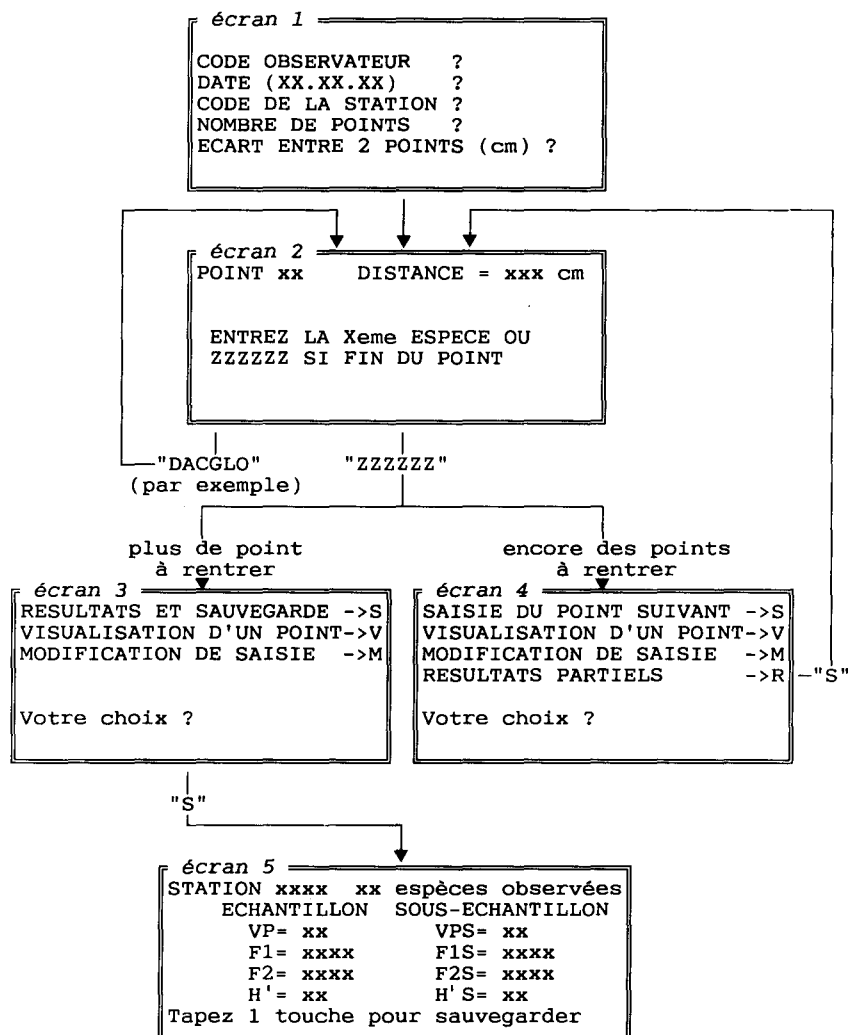 écran 1
CODE OBSERVATEUR ?
DATE (XX.XX.XX) ?
CODE DE LA STATION ?
NOMBRE DE POINTS ?
ECART ENTRE 2 POINTS (cm) ?
écran 2
POINT xx DISTANCE = xxx cm
ENTREZ LA Xeme ESPECE OU
ZZZZZZ SI FIN DU POINT
"DACGLO" "ZZZZZZ"
(par exemple)
plus de point
à rentrer
encore des points
à rentrer
écran 3
RESULTATS ET SAUVEGARDE ->S
VISUALISATION D'UN POINT->V
MODIFICATION DE SAISIE ->M
Votre choix ?
écran 4
SAISIE DU POINT SUIVANT ->S
VISUALISATION D'UN POINT->V
MODIFICATION DE SAISIE ->M
RESULTATS PARTIELS ->R
Votre choix ?
"S"
"S"
écran 5
STATION xxxx xx espèces observées
ECHANTILLON SOUS-ECHANTILLON
VP= xx VPS= xx
F1= xxxx F1S= xxxx
F2= xxxx F2S= xxxx
H'= xx H'S= xx
Tapez 1 touche pour sauvegarder